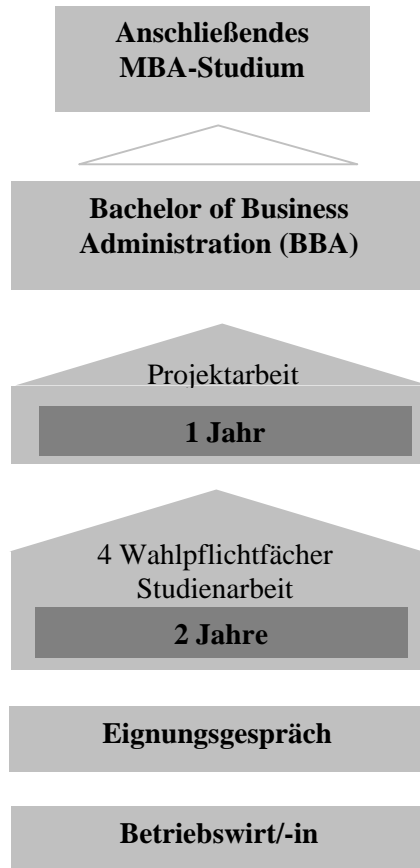 Anschließendes
MBA-Studium
Bachelor of Business
Administration (BBA)
Projektarbeit
1 Jahr
4 Wahlpflichtfächer
Studienarbeit
2 Jahre
Eignungsgespräch
Betriebswirt/-in